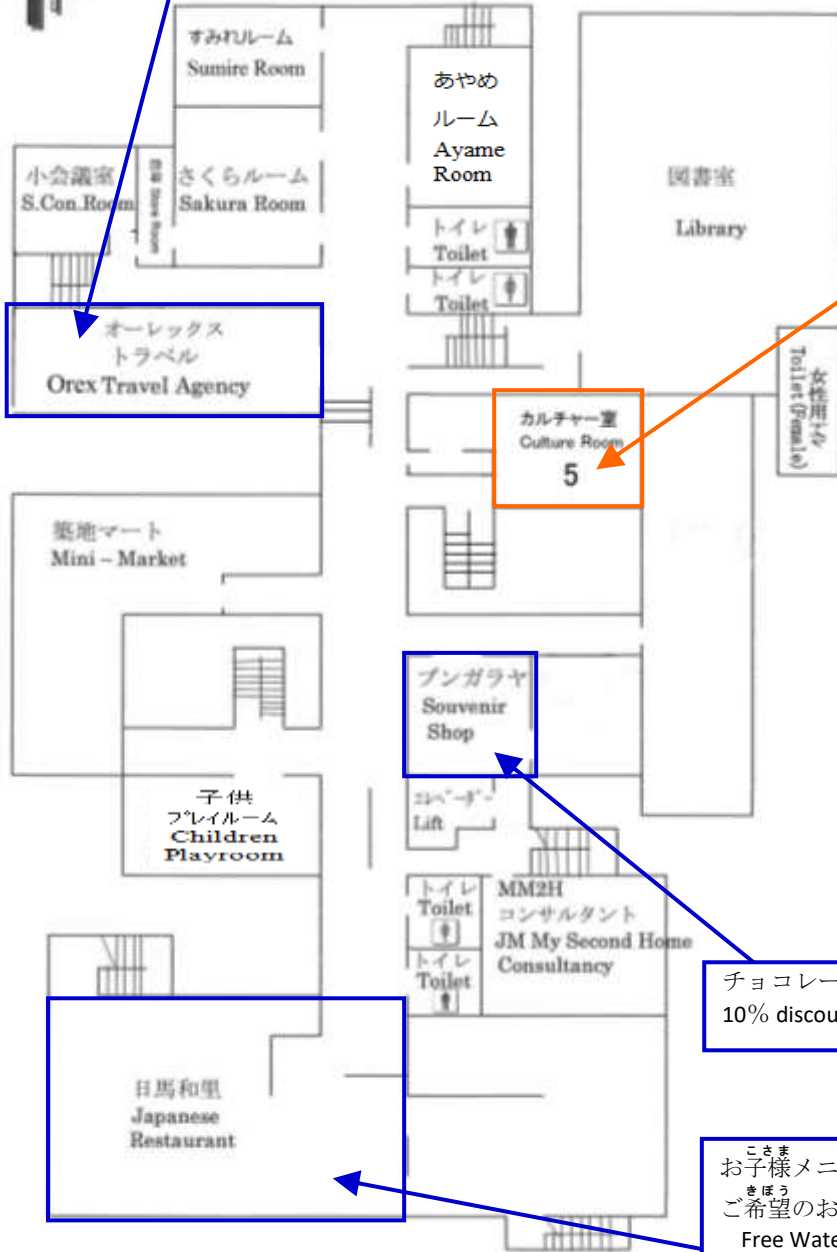 すみれルーム
Sumire Room
あやめ
ルーム
Ayame
Room
小会議室
S.Con.Room
倉庫 Store Room
さくらルーム
Sakura Room
図書室
Library
トイレ
Toilet
トイレ
Toilet
オーレックス
トラベル
Orex Travel Agency
カルチャー室
Culture Room
5
女性用
Toilet (Female)
築地マート
Mini – Market
ブンガラヤ
Souvenir
Shop
子供
プレイルーム
Children
Playroom
エレベーダー
Lift
トイレ
Toilet
トイレ
Toilet
MM2H
コンサルタント
JM My Second Home
Consultancy
チョコレー
10% discou
日馬和里
Japanese
Restaurant
こさま
お子様メニ
きぼう
ご希望のお
Free Wate